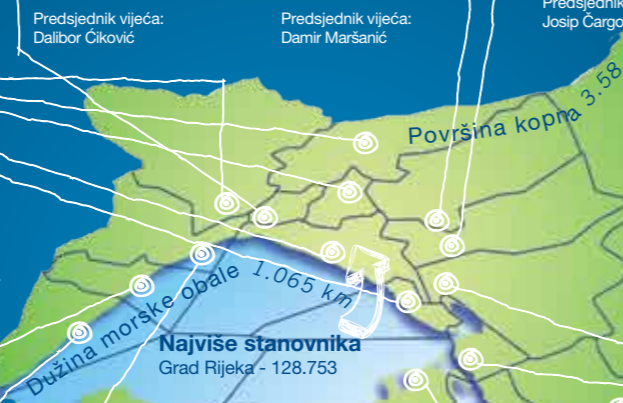 Predsjednik vijeća:
Dalibor Ćiković
Predsjednik vijeća:
Damir Maršanić
Predsjednik
Josip Čargo
Površina kopna 3.58
Dužina morske obale 1.065 km
Najviše stanovnika
Grad Rijeka - 128.753